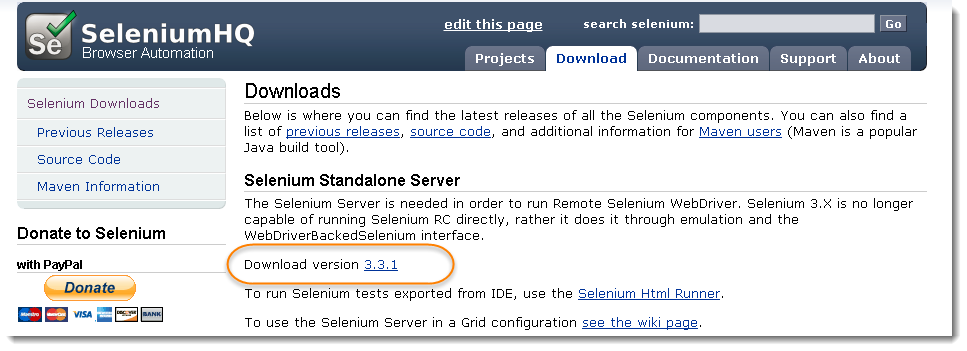 Se SeleniumHQ
Browser Automation
edit this page
search selenium: Go
Projects Download Documentation Support About
Selenium Downloads
Previous Releases
Source Code
Maven Information
Donate to Selenium
with PayPal
Donate
Maestro MasterCard VISA DISCOVER BANK
Downloads
Below is where you can find the latest releases of all the Selenium components. You can also find a
list of previous releases, source code, and additional information for Maven users (Maven is a popular
Java build tool).
Selenium Standalone Server
The Selenium Server is needed in order to run Remote Selenium WebDriver. Selenium 3.X is no longer
capable of running Selenium RC directly, rather it does it through emulation and the
WebDriverBackedSelenium interface.
Download version 3.3.1
To run Selenium tests exported from IDE, use the Selenium Html Runner.
To use the Selenium Server in a Grid configuration see the wiki page.